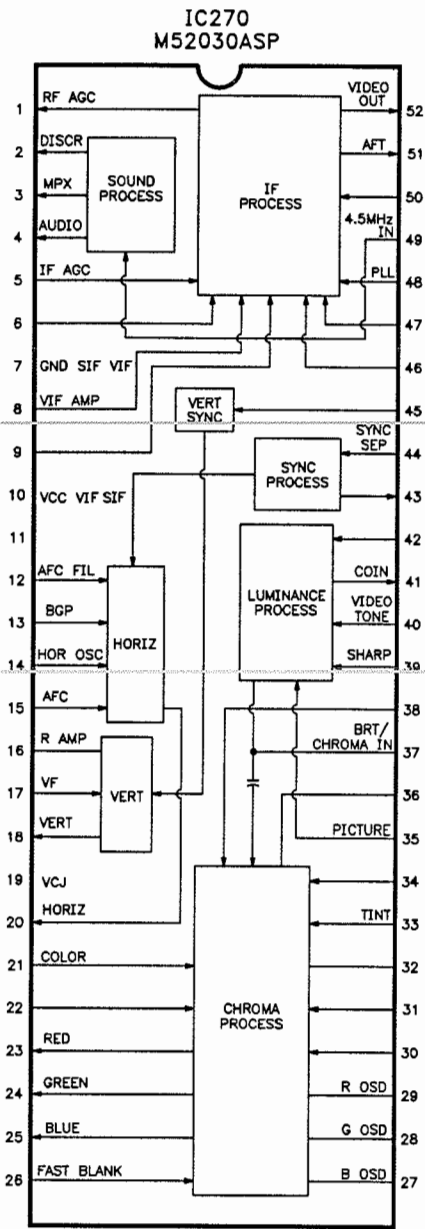 IC270
M52030ASP
1 RF AGC VIDEO OUT 52
2 DISCR AFT 51
SOUND PROCESS
IF PROCESS
3 MPX 50
4 AUDIO 4.5MHz IN 49
5 IF AGC PLL 48
6 47
7 GND SIF VIF 46
8 VIF AMP 45
VERT SYNC
9 SYNC SEP 44
SYNC PROCESS
10 VCC VIF SIF 43
11 42
12 AFC FIL COIN 41
LUMINANCE PROCESS
13 BGP VIDEO TONE 40
HORIZ
14 HOR OSC SHARP 39
15 AFC 38
16 R AMP BRT/ CHROMA IN 37
17 VF 36
VERT
18 VERT PICTURE 35
19 VCJ 34
20 HORIZ TINT 33
21 COLOR 32
22 31
CHROMA PROCESS
23 RED 30
24 GREEN R OSD 29
25 BLUE G OSD 28
26 FAST BLANK B OSD 27